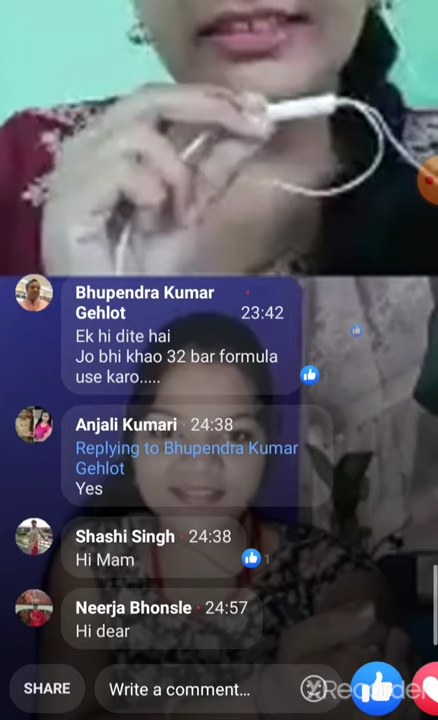 Bhupendra Kumar
Gehlot 23:42
Ek hi dite hai
Jo bhi khao 32 bar formula
use karo.....
Anjali Kumari · 24:38
Replying to Bhupendra Kumar
Gehlot
Yes
Shashi Singh · 24:38
Hi Mam
1
Neerja Bhonsle · 24:57
Hi dear
SHARE Write a comment... Recorder